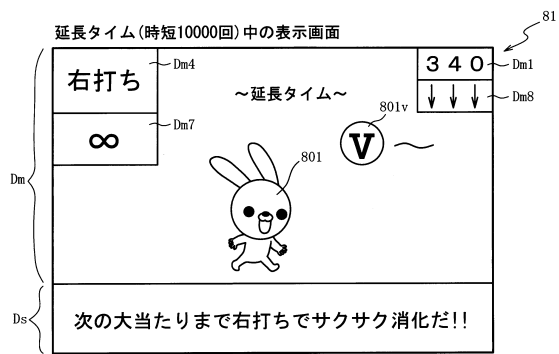 延長タイム(時短10000回)中の表示画面
81
右打ち
Dm4
～延長タイム～
340
Dm1
↓↓↓
Dm8
∞
Dm7
801v
V
801
Dm
Ds
次の大当たりまで右打ちでサクサク消化だ!!